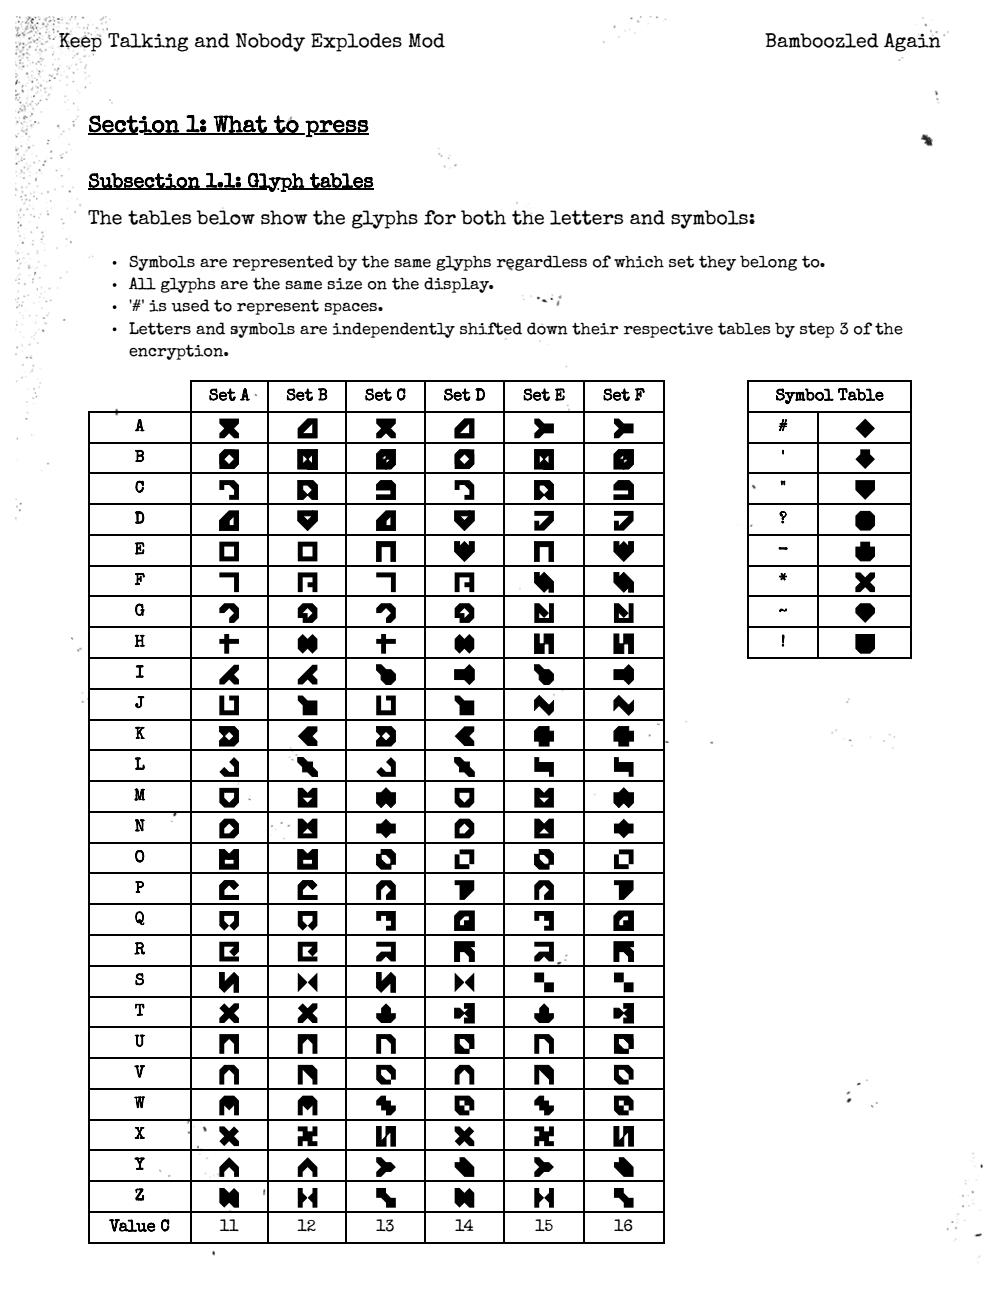 Keep Talking and Nobody Explodes Mod Bamboozled Again
Section 1: What to press
Subsection 1.1: Glyph tables
The tables below show the glyphs for both the letters and symbols:
• Symbols are represented by the same glyphs regardless of which set they belong to.
• All glyphs are the same size on the display.
• '#' is used to represent spaces.
• Letters and symbols are independently shifted down their respective tables by step 3 of the
encryption.
Set A Set B Set C Set D Set E Set F Symbol Table
A #
B '
C "
D ?
E -
F *
G ~
H !
I
J
K
L
M
N
O
P
Q
R
S
T
U
V
W
X
Y
Z
Value C 11 12 13 14 15 16